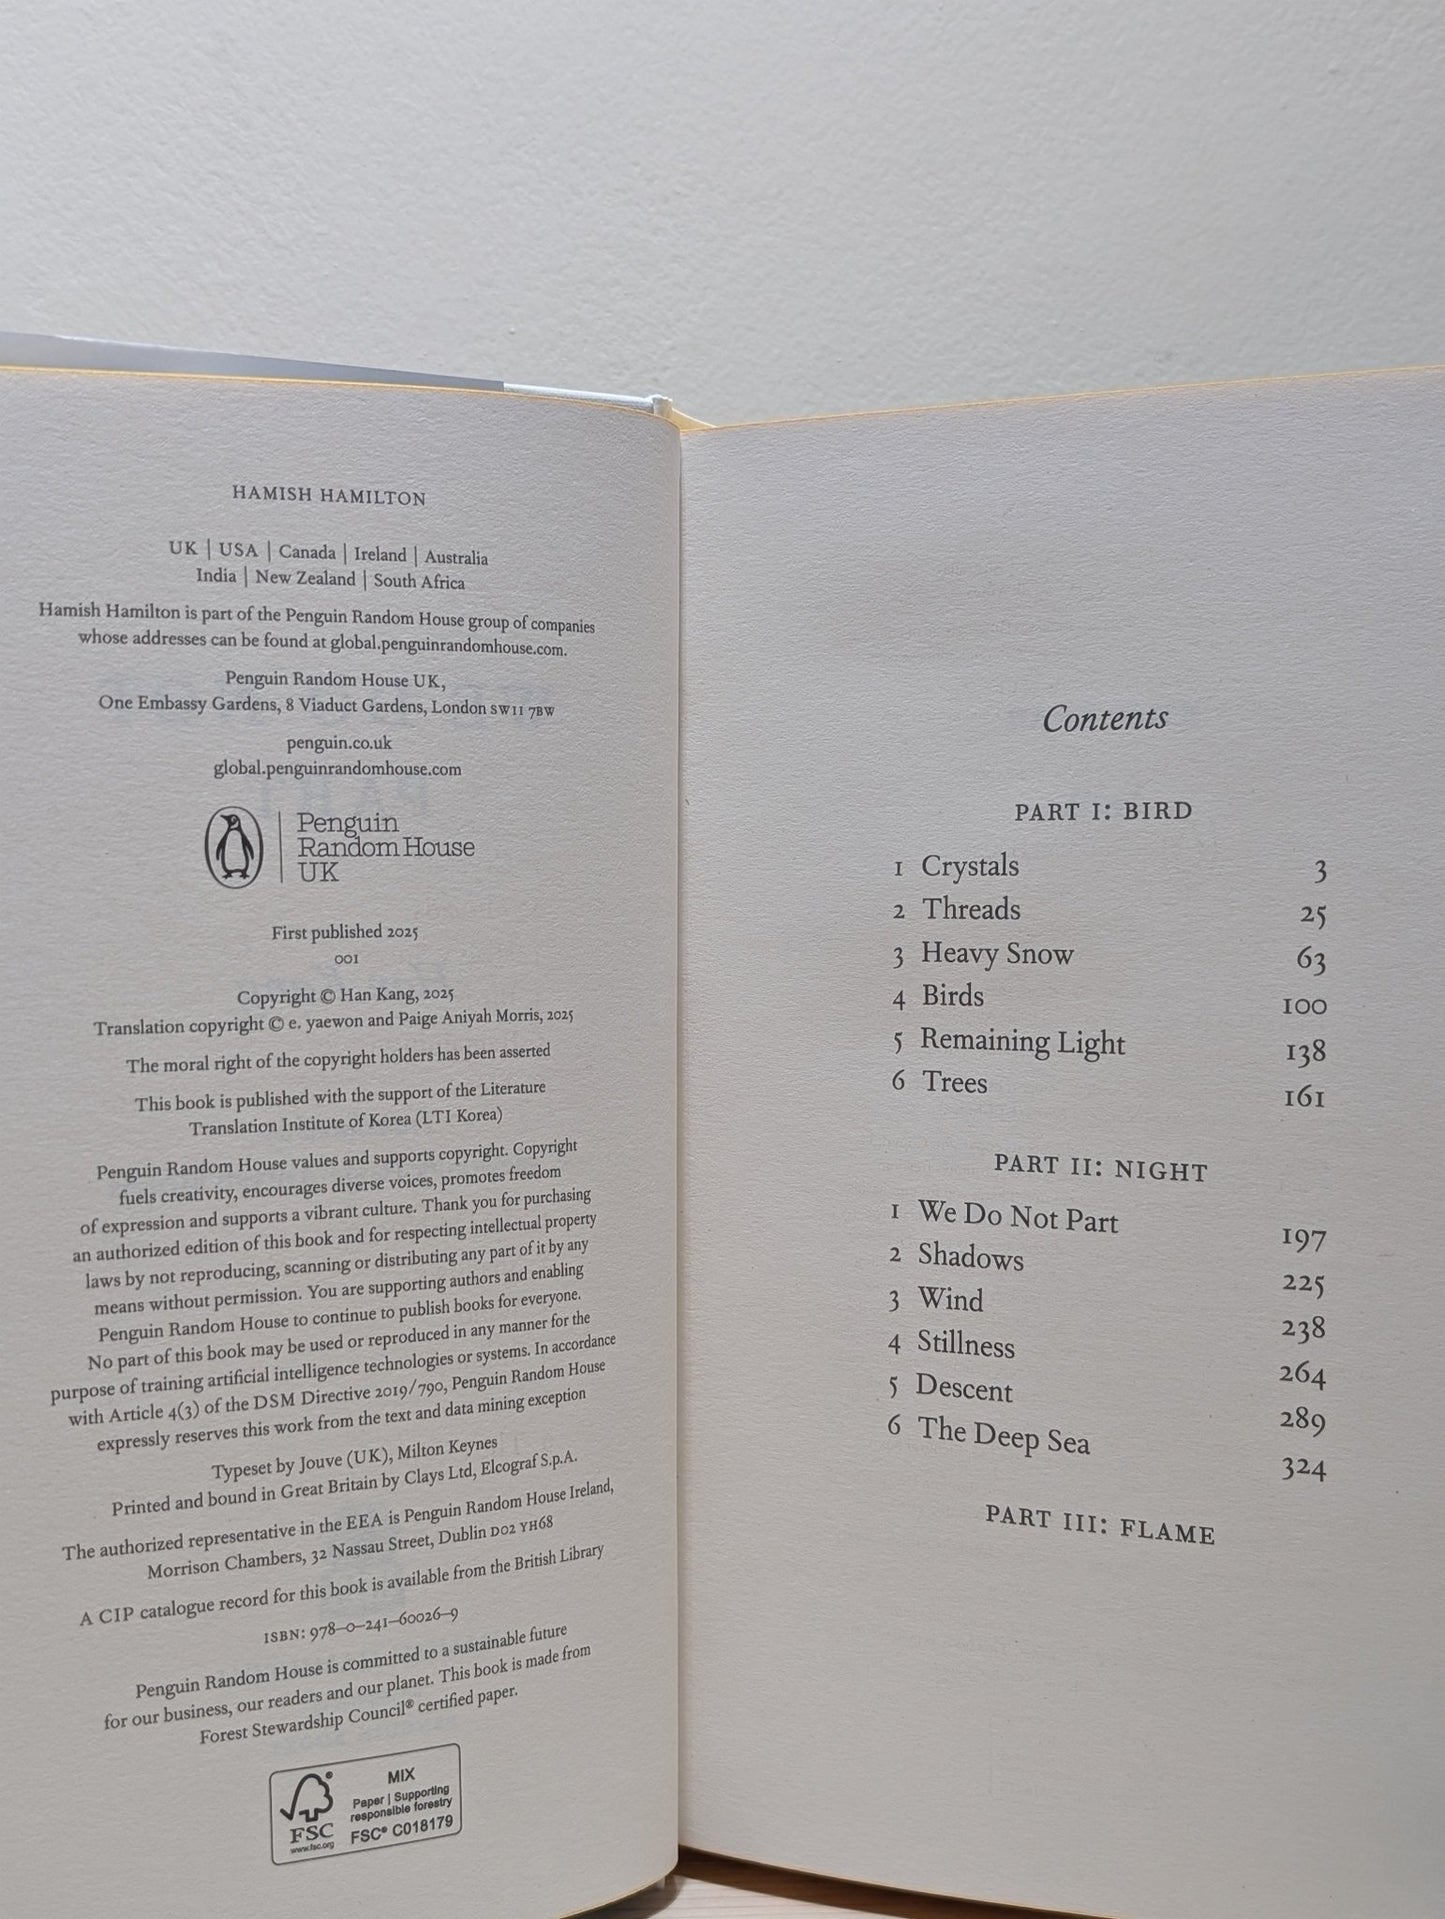 HAMISH HAMILTON
UK | USA | Canada | Ireland | Australia
India | New Zealand | South Africa
Hamish Hamilton is part of the Penguin Random House group of companies
whose addresses can be found at global.penguinrandomhouse.com.
Penguin Random House UK,
One Embassy Gardens, 8 Viaduct Gardens, London SW11 7BW
penguin.co.uk
global.penguinrandomhouse.com
Penguin
Random House
UK
First published 2025
001
Copyright © Han Kang, 2025
Translation copyright © e. yaewon and Paige Aniyah Morris, 2025
The moral right of the copyright holders has been asserted
This book is published with the support of the Literature
Translation Institute of Korea (LTI Korea)
Penguin Random House values and supports copyright. Copyright
fuels creativity, encourages diverse voices, promotes freedom
of expression and supports a vibrant culture. Thank you for purchasing
an authorized edition of this book and for respecting intellectual property
laws by not reproducing, scanning or distributing any part of it by any
means without permission. You are supporting authors and enabling
Penguin Random House to continue to publish books for everyone.
No part of this book may be used or reproduced in any manner for the
purpose of training artificial intelligence technologies or systems. In accordance
with Article 4(3) of the DSM Directive 2019/790, Penguin Random House
expressly reserves this work from the text and data mining exception
Typeset by Jouve (UK), Milton Keynes
Printed and bound in Great Britain by Clays Ltd, Elcograf S.p.A.
The authorized representative in the EEA is Penguin Random House Ireland,
Morrison Chambers, 32 Nassau Street, Dublin D02 YH68
A CIP catalogue record for this book is available from the British Library
ISBN: 978–0–241–60026–9
Penguin Random House is committed to a sustainable future
for our business, our readers and our planet. This book is made from
Forest Stewardship Council® certified paper.
FSC
www.fsc.org
MIX
Paper | Supporting
responsible forestry
FSC® C018179
Contents
PART I: BIRD
1 Crystals 3
2 Threads 25
3 Heavy Snow 63
4 Birds 100
5 Remaining Light 138
6 Trees 161
PART II: NIGHT
1 We Do Not Part 197
2 Shadows 225
3 Wind 238
4 Stillness 264
5 Descent 289
6 The Deep Sea 324
PART III: FLAME